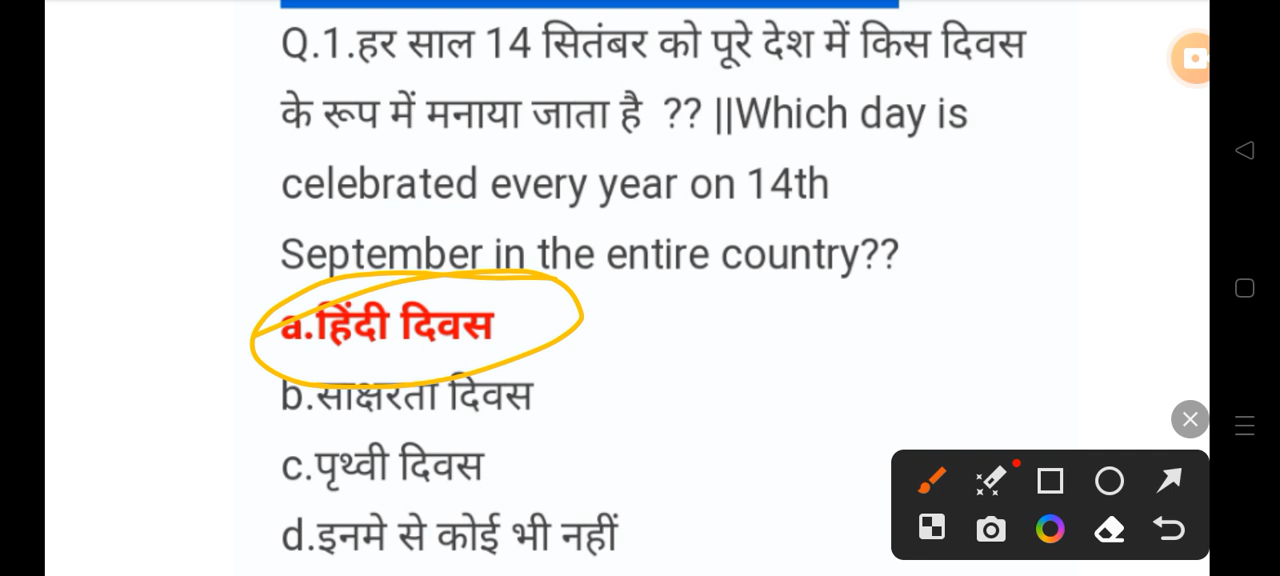 Q.1.हर साल 14 सितंबर को पूरे देश में किस दिवस
के रूप में मनाया जाता है ?? ||Which day is
celebrated every year on 14th
September in the entire country??
a.हिंदी दिवस
b.साक्षरता दिवस
c.पृथ्वी दिवस
d.इनमे से कोई भी नहीं